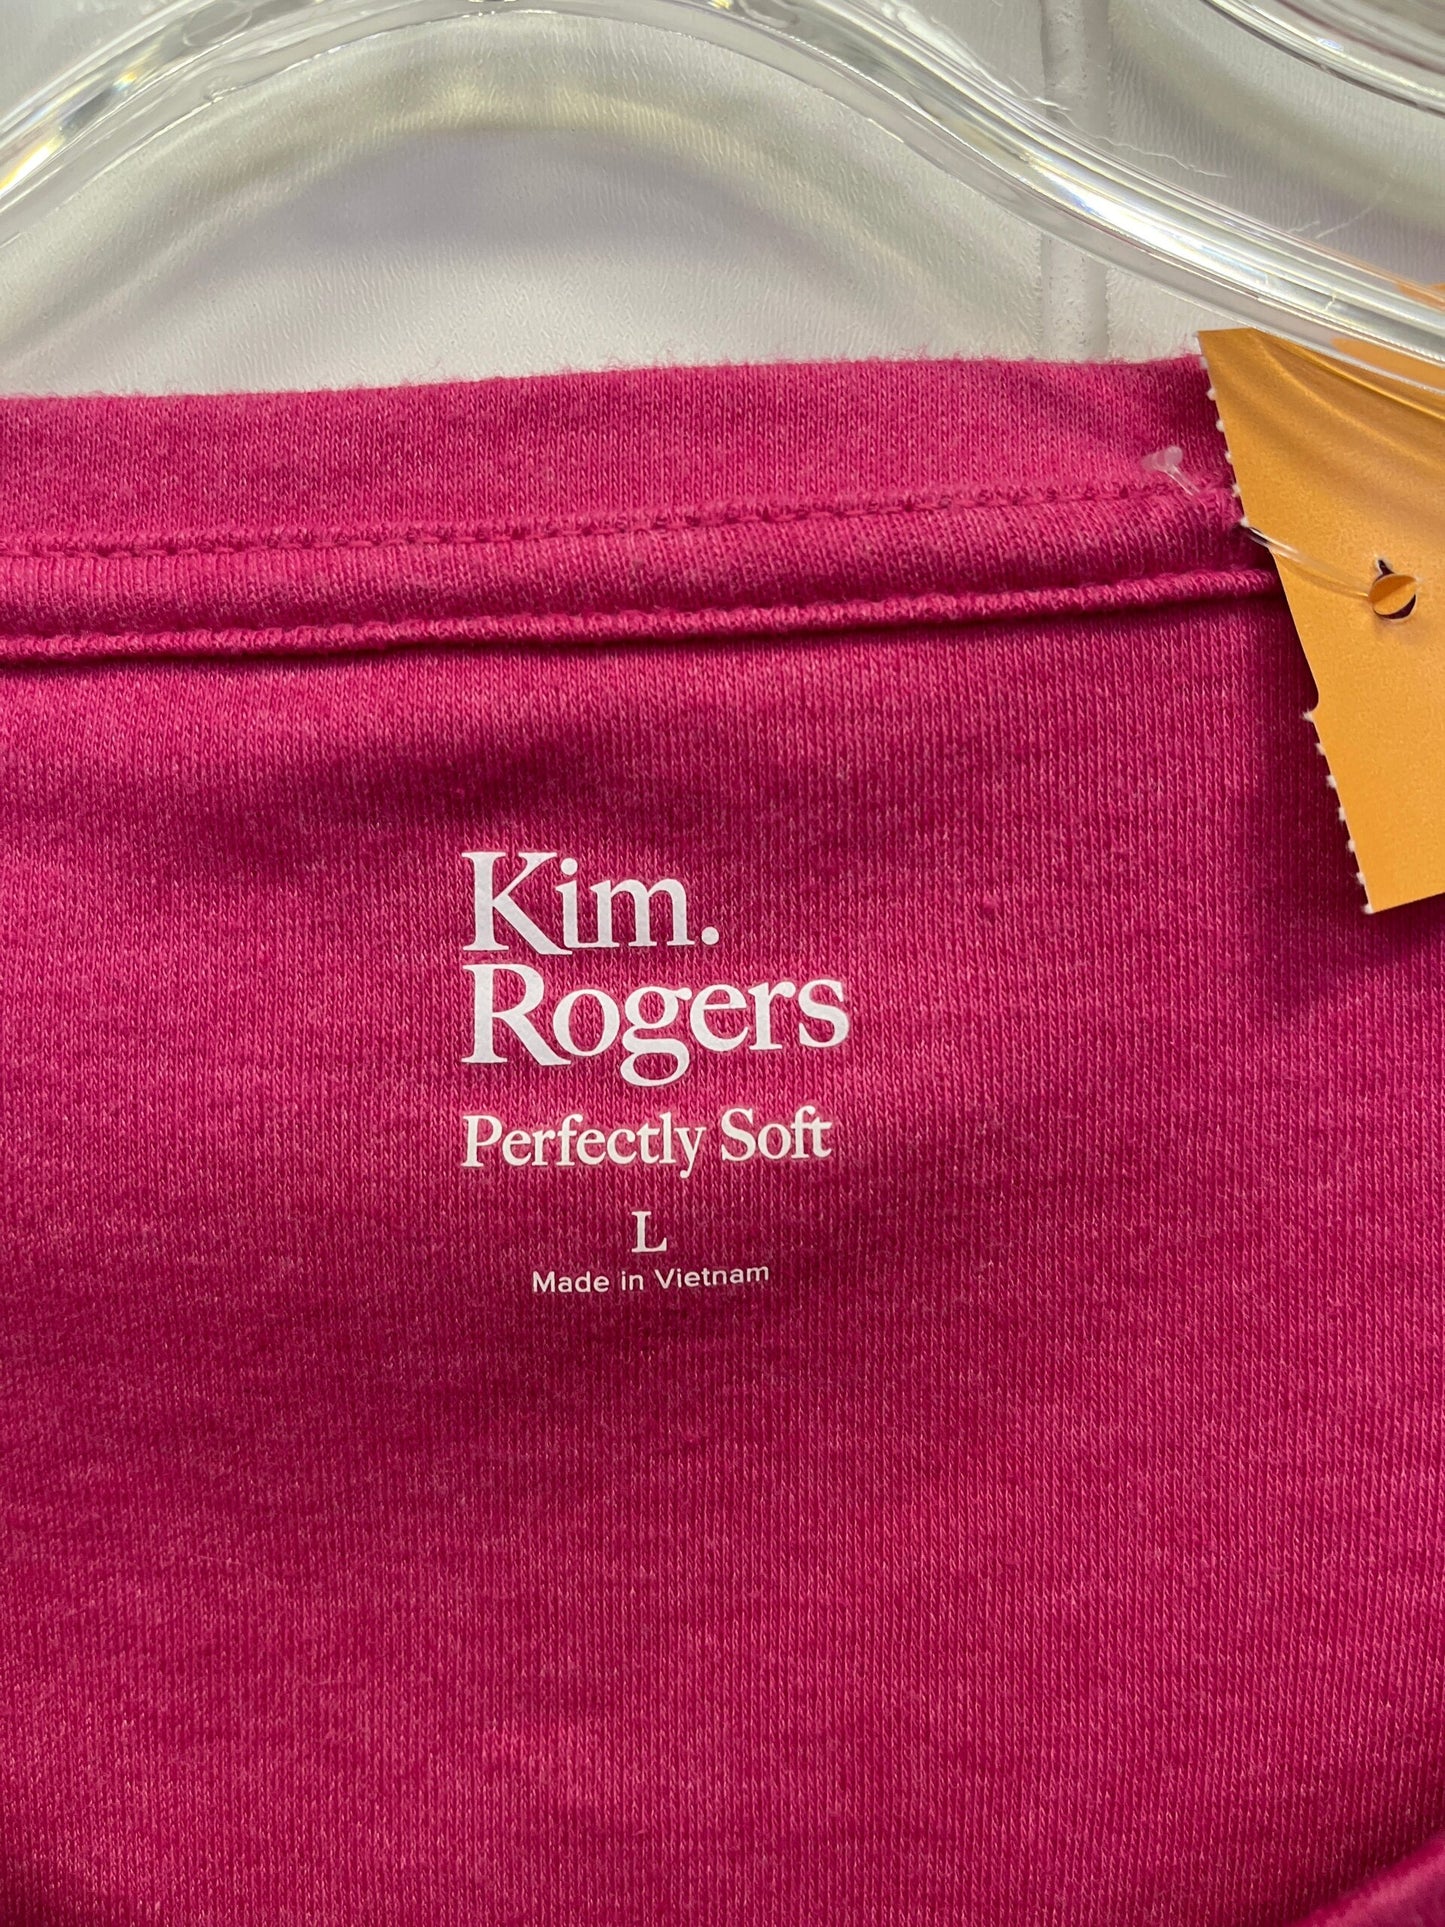 Kim.
Rogers
Perfectly Soft
L
Made in Vietnam